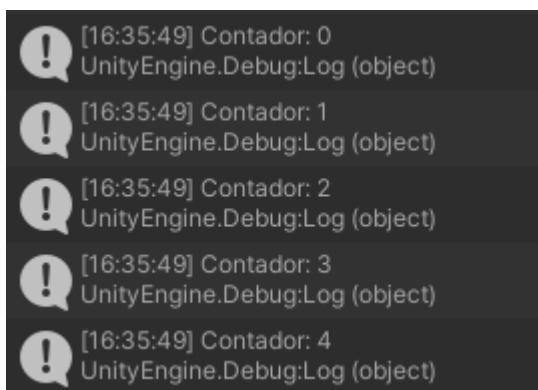 [16:35:49] Contador: 0
UnityEngine.Debug:Log (object)
[16:35:49] Contador: 1
UnityEngine.Debug:Log (object)
[16:35:49] Contador: 2
UnityEngine.Debug:Log (object)
[16:35:49] Contador: 3
UnityEngine.Debug:Log (object)
[16:35:49] Contador: 4
UnityEngine.Debug:Log (object)